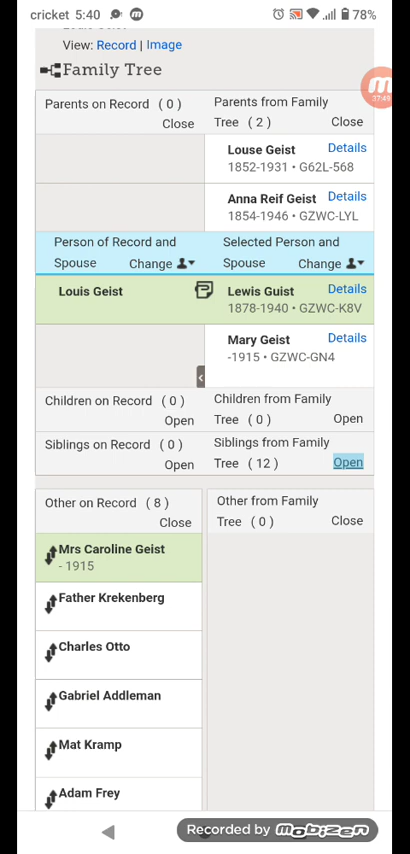 cricket 5:40 78%
View: Record | Image
Family Tree
37:49
Parents on Record ( 0 )
Close
Parents from Family
Tree ( 2 ) Close
Louse Geist Details
1852-1931 • G62L-568
Anna Reif Geist Details
1854-1946 • GZWC-LYL
Person of Record and
Spouse Change
Selected Person and
Spouse Change
Louis Geist
Lewis Guist Details
1878-1940 • GZWC-K8V
Mary Geist Details
-1915 • GZWC-GN4
Children on Record ( 0 )
Open
Children from Family
Tree ( 0 ) Open
Siblings on Record ( 0 )
Open
Siblings from Family
Tree ( 12 ) Open
Other on Record ( 8 )
Close
Other from Family
Tree ( 0 ) Close
Mrs Caroline Geist
- 1915
Father Krekenberg
Charles Otto
Gabriel Addleman
Mat Kramp
Adam Frey
Recorded by mobizen